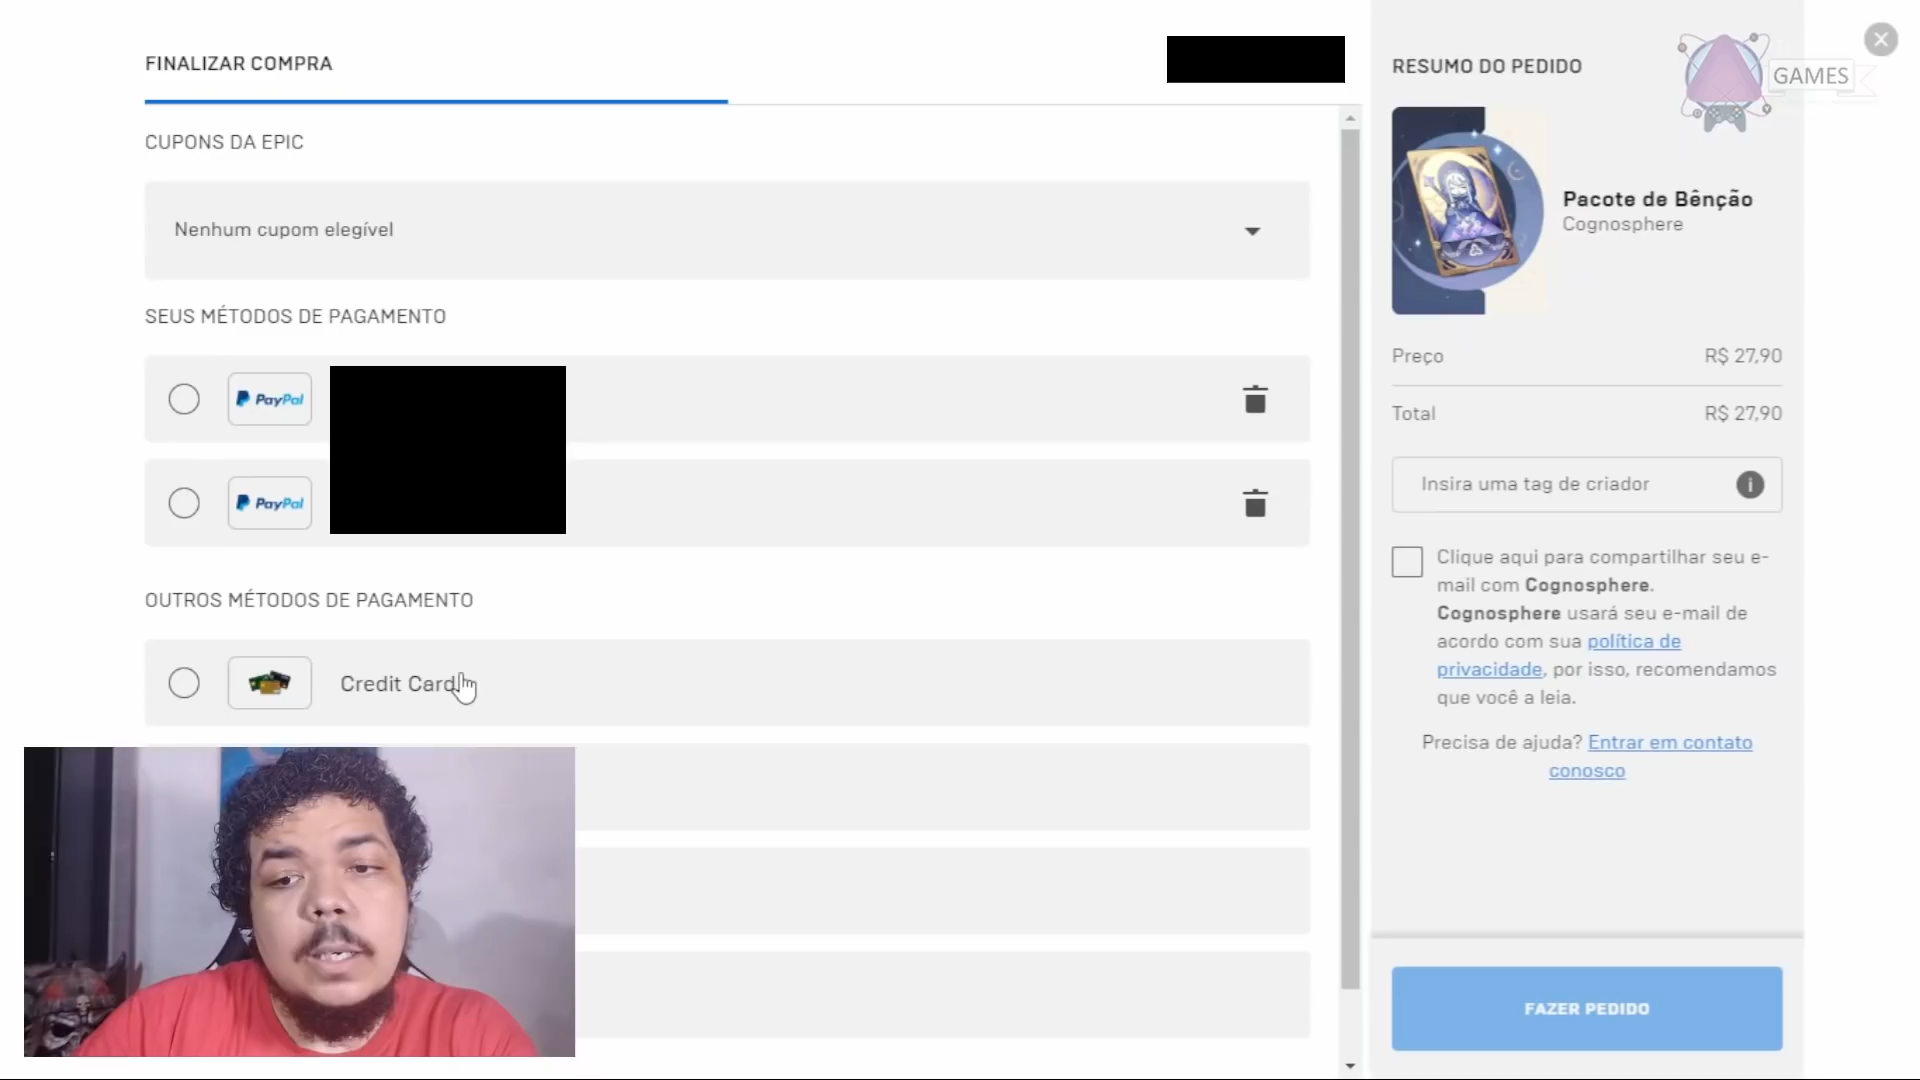 FINALIZAR COMPRA
CUPONS DA EPIC
Nenhum cupom elegível
SEUS MÉTODOS DE PAGAMENTO
PayPal
PayPal
OUTROS MÉTODOS DE PAGAMENTO
Credit Card
RESUMO DO PEDIDO
GAMES
Pacote de Bênção
Cognosphere
Preço R$ 27,90
Total R$ 27,90
Insira uma tag de criador
Clique aqui para compartilhar seu e-
mail com Cognosphere.
Cognosphere usará seu e-mail de
acordo com sua política de
privacidade, por isso, recomendamos
que você a leia.
Precisa de ajuda? Entrar em contato
conosco
FAZER PEDIDO